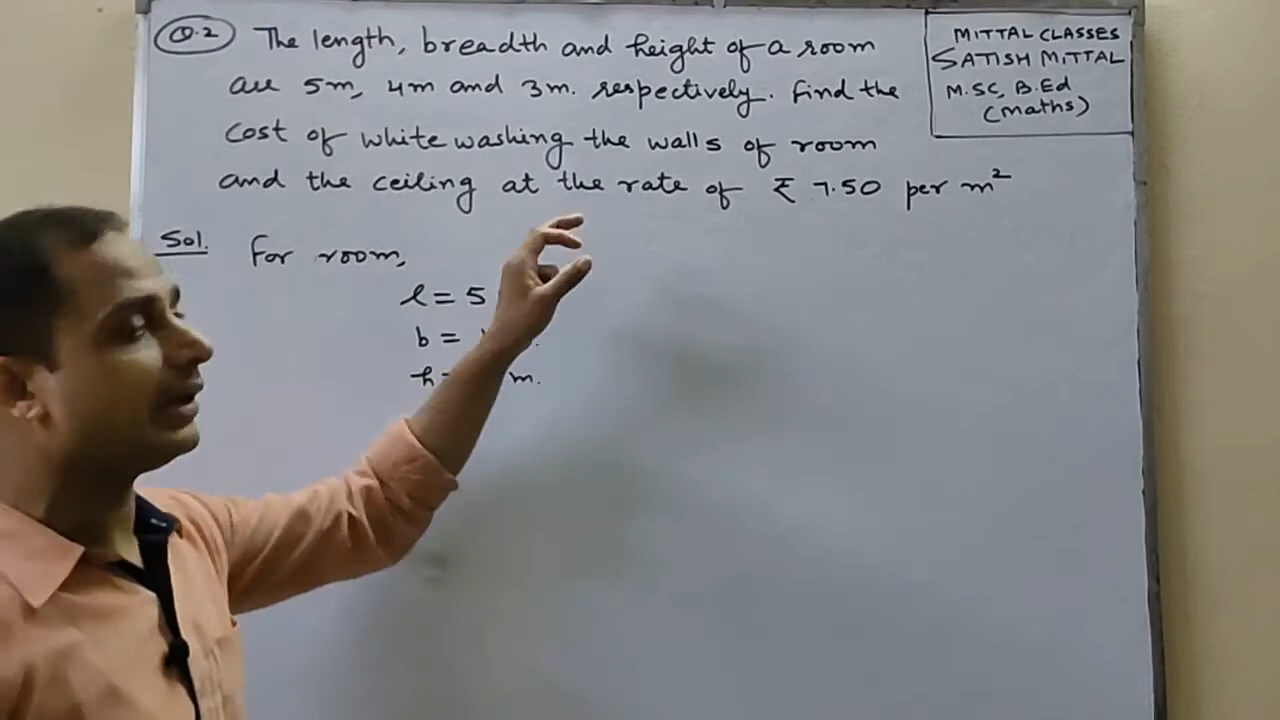 Q.2 The length, breadth and height of a room
are 5m, 4m and 3m. respectively. Find the
cost of white washing the walls of room
and the ceiling at the rate of ₹ 7.50 per m²
MITTAL CLASSES
SATISH MITTAL
M.SC, B.Ed
(Maths)
Sol. For room,
l = 5
b =
h = m.